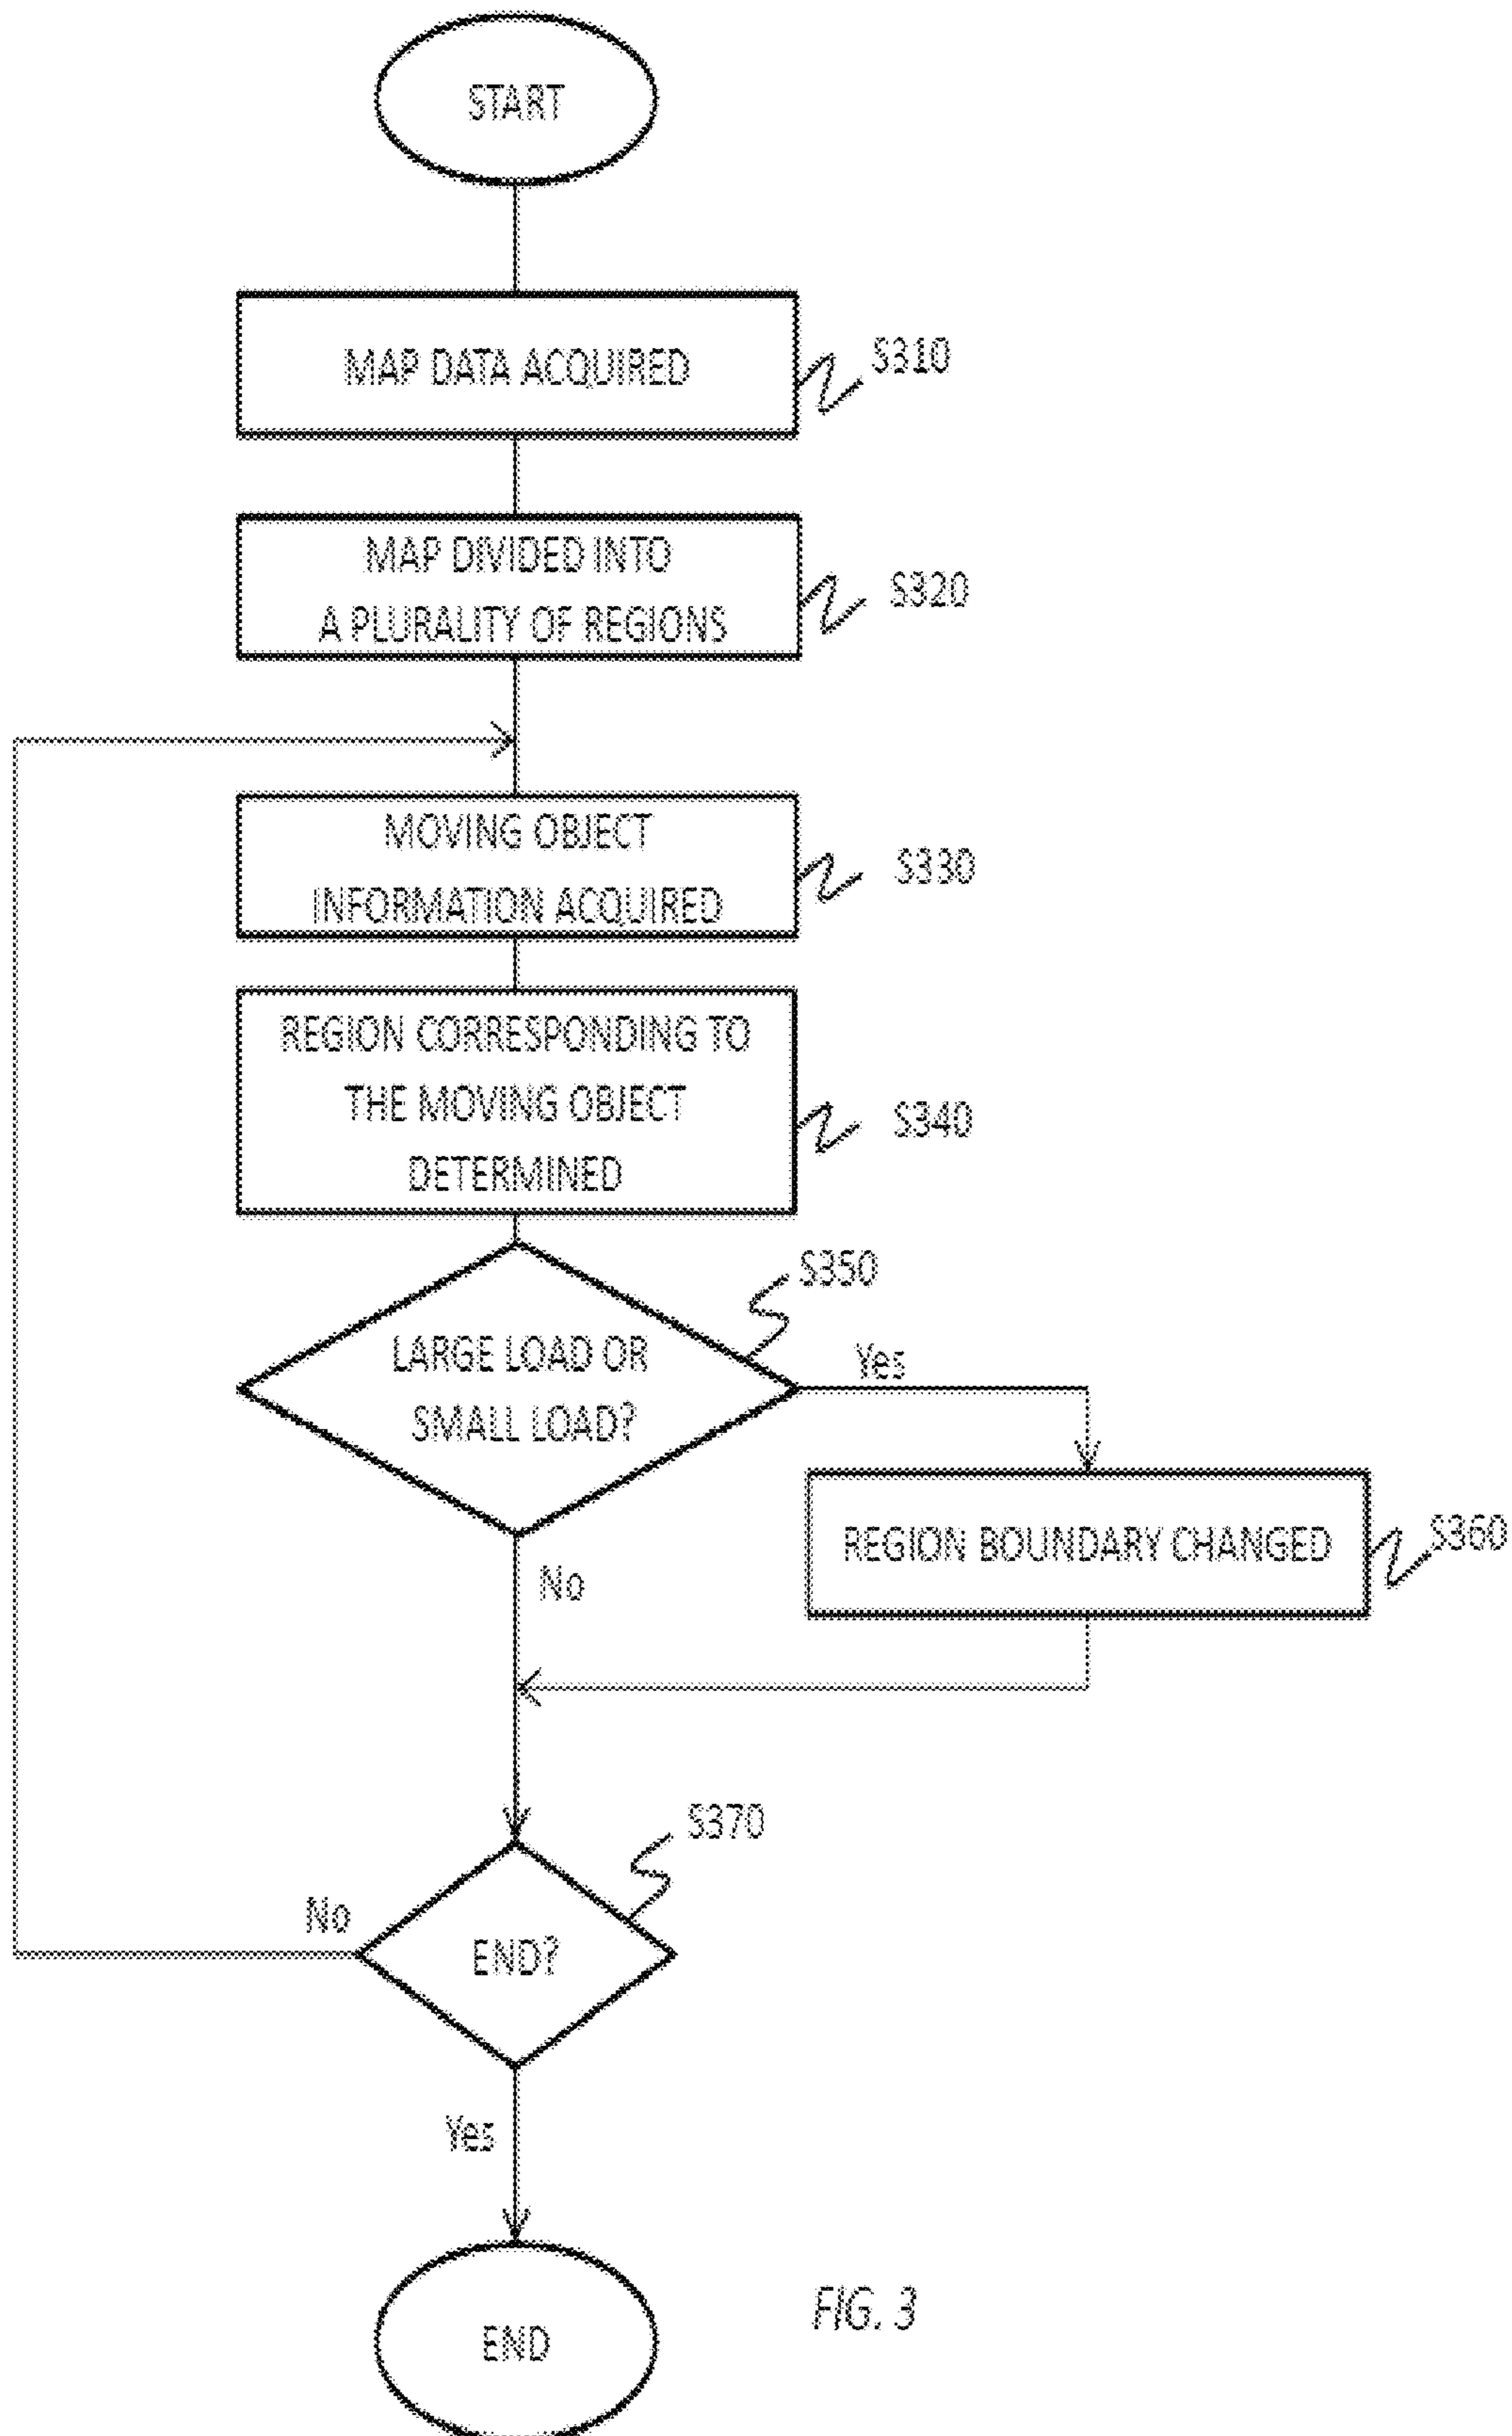 START
MAP DATA ACQUIRED
S310
MAP DIVIDED INTO
A PLURALITY OF REGIONS
S320
MOVING OBJECT
INFORMATION ACQUIRED
S330
REGION CORRESPONDING TO
THE MOVING OBJECT
DETERMINED
S340
S350
LARGE LOAD OR
SMALL LOAD?
Yes
REGION BOUNDARY CHANGED
S360
No
S370
No
END?
Yes
END
FIG. 3